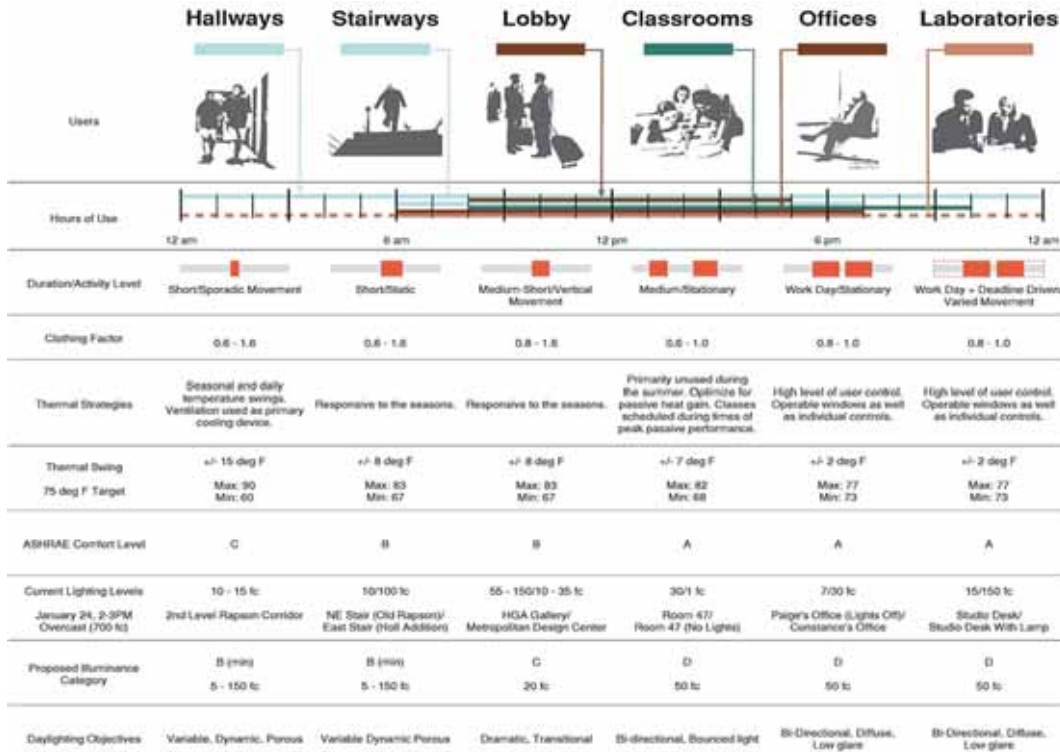 Hallways Stairways Lobby Classrooms Offices Laboratories
Users
Hours of Use
12 am 6 am 12 pm 6 pm 12 am
Duration/Activity Level
Short/Sporadic Movement Short/Static Medium-Short/Vertical Medium/Stationary Work Day/Stationary Work Day + Deadline Driven
Movement Varied Movement
Clothing Factor 0.6 - 1.6 0.6 - 1.6 0.8 - 1.6 0.6 - 1.0 0.8 - 1.0 0.8 - 1.0
Thermal Strategies
Seasonal and daily
temperature swings.
Ventilation used as primary
cooling device.
Responsive to the seasons.
Responsive to the seasons.
Primarily unused during
the summer. Optimize for
passive heat gain. Classes
scheduled during times of
peak passive performance.
High level of user control.
Operable windows as well
as individual controls.
High level of user control.
Operable windows as well
as individual controls.
Thermal Swing +/- 15 deg F +/- 8 deg F +/- 8 deg F +/- 7 deg F +/- 2 deg F +/- 2 deg F
75 deg F Target Max: 90 Max: 83 Max: 83 Max: 82 Max: 77 Max: 77
Min: 60 Min: 67 Min: 67 Min: 68 Min: 73 Min: 73
ASHRAE Comfort Level C B B A A A
Current Lighting Levels 10 - 15 fc 10/100 fc 55 - 150/10 - 35 fc 30/1 fc 7/30 fc 15/150 fc
January 24, 2-3PM 2nd Level Rapson Corridor NE Stair (Old Rapson)/ HGA Gallery/ Room 47/ Paige's Office (Lights Off)/ Studio Desk/
Overcast (700 fc) East Stair (Holl Addition) Metropolitan Design Center Room 47 (No Lights) Constance's Office Studio Desk With Lamp
Proposed Illuminance B (min) B (min) C D D D
Category 5 - 150 fc 5 - 150 fc 20 fc 50 fc 50 fc 50 fc
Daylighting Objectives Variable, Dynamic, Porous Variable Dynamic Porous Dramatic, Transitional Bi-directional, Bounced light Bi-Directional, Diffuse, Bi-Directional, Diffuse,
Low glare Low glare